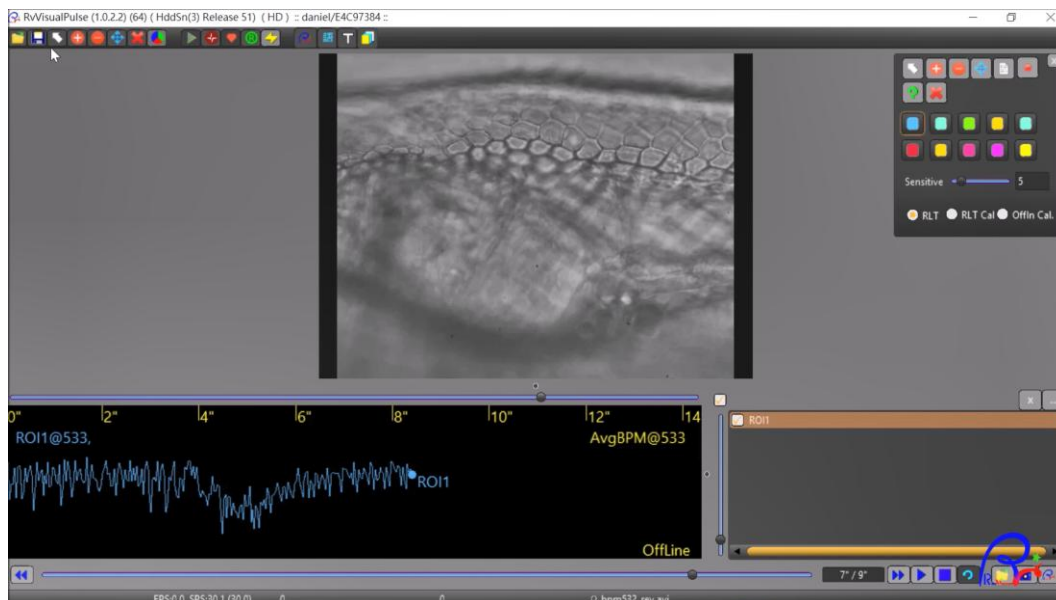 RvVisualPulse (1.0.2.2) (64) ( HddSn(3) Release 51) ( HD ) :: daniel/E4C97384 ::
T
Sensitive
5
RLT
RLT Cal
OffIn Cal.
0"
2"
4"
6"
8"
10"
12"
14
ROI1@533,
AvgBPM@533
ROI1
ROI1
OffLine
7" / 9"